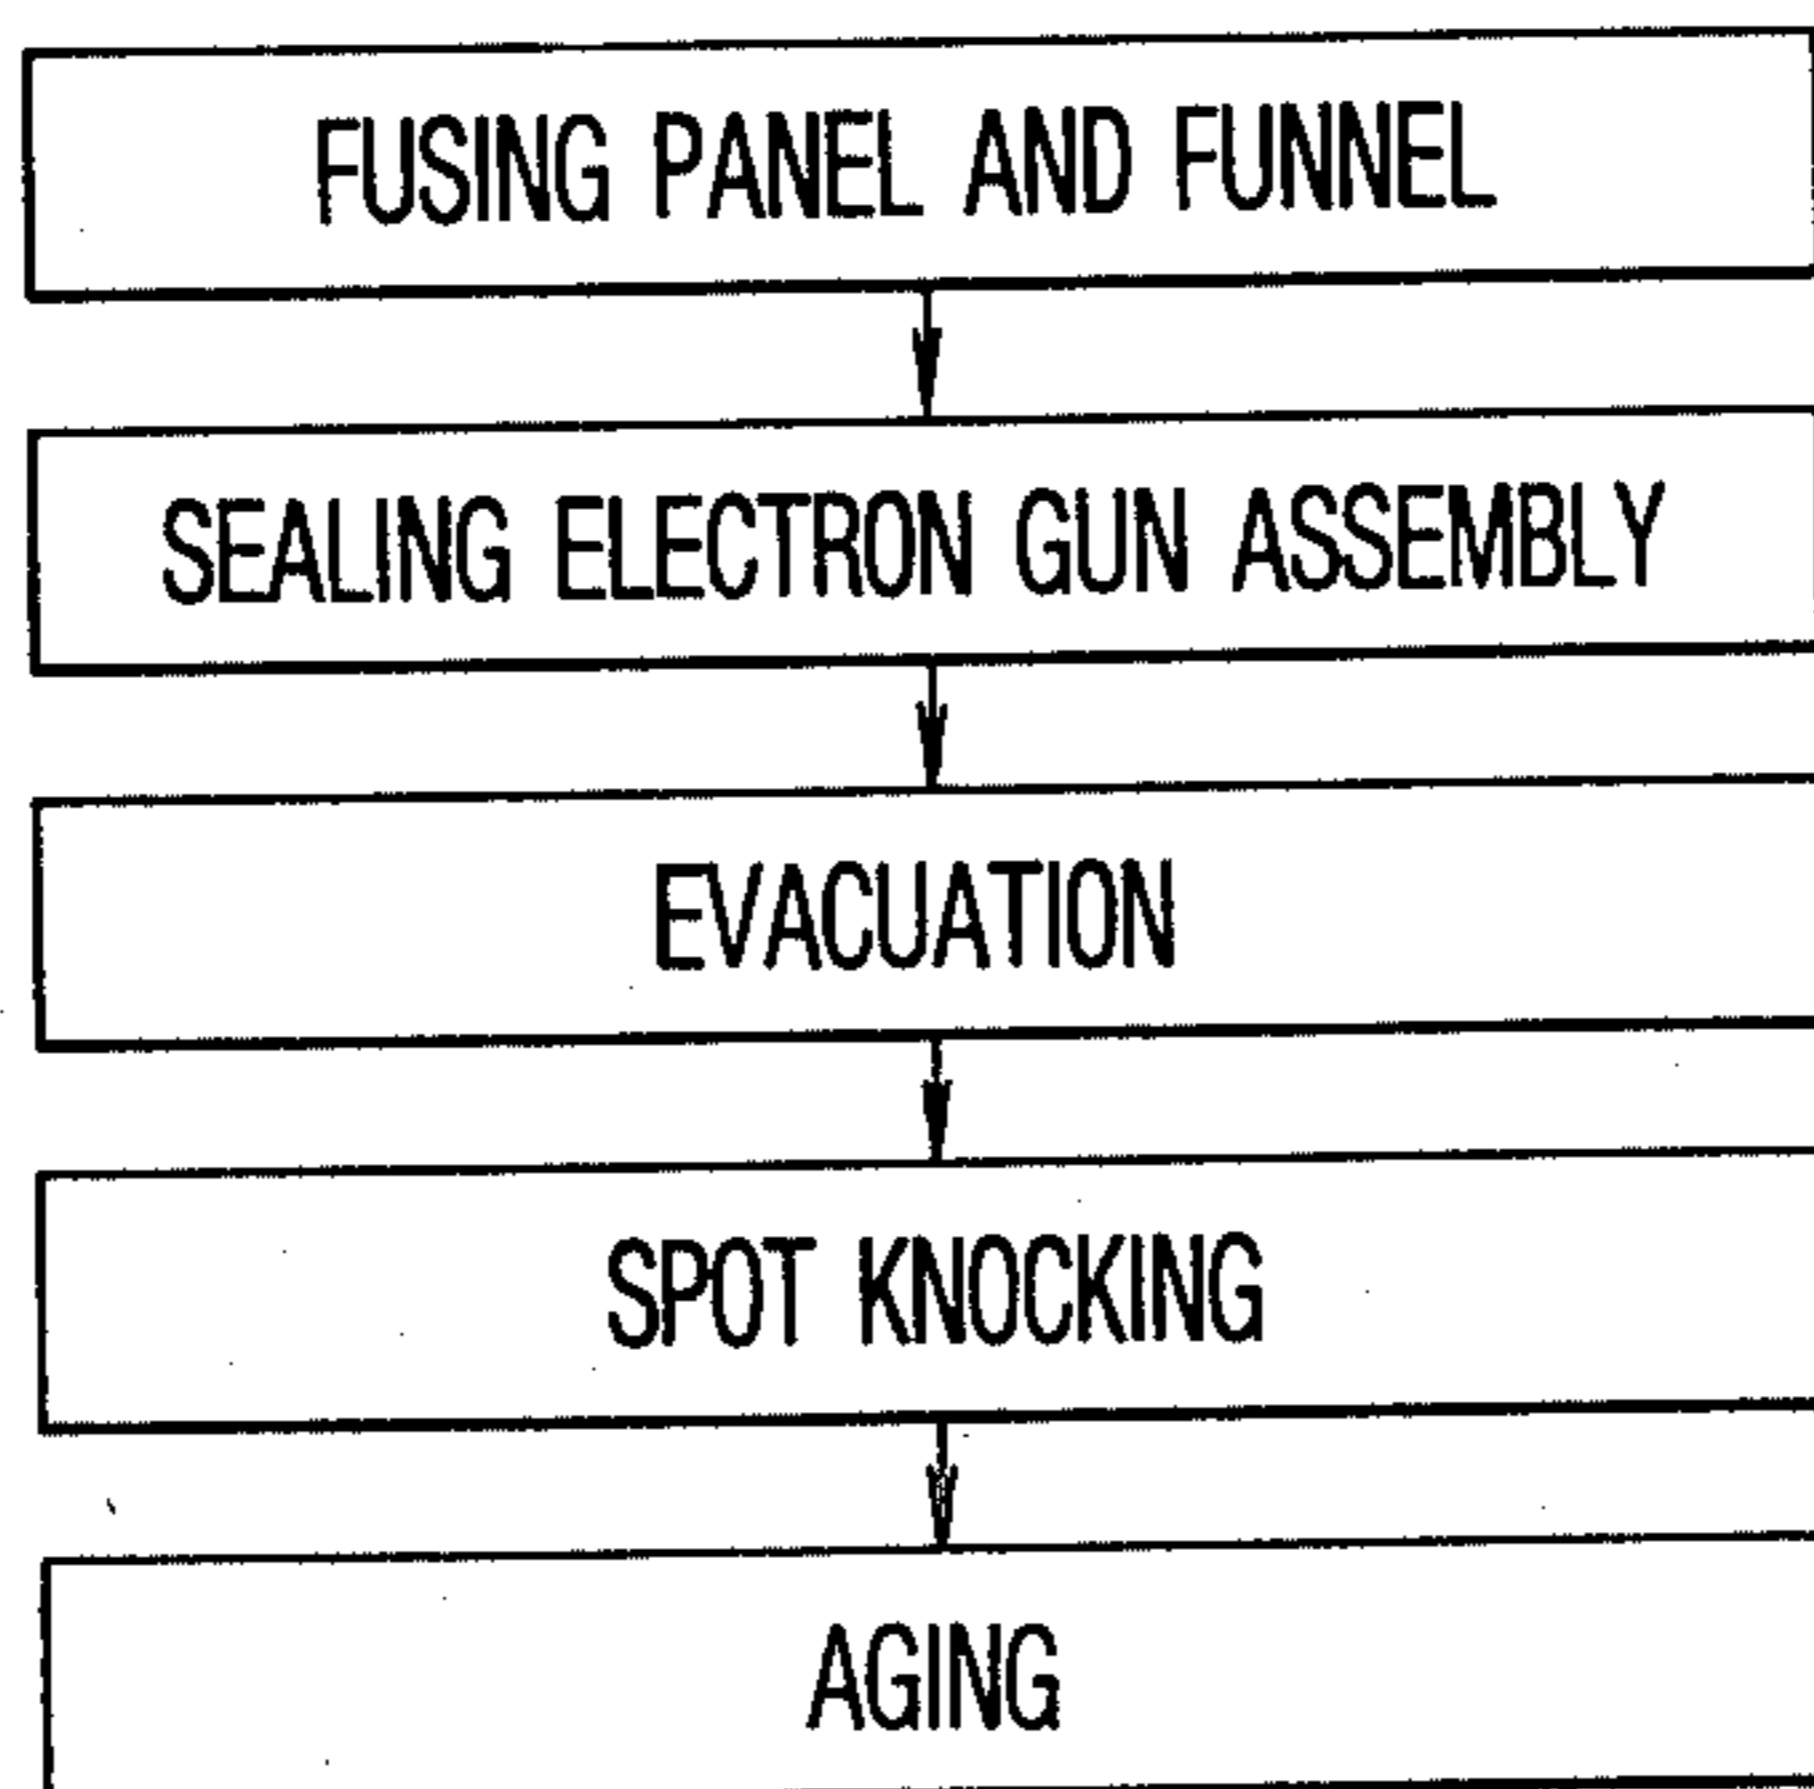 FUSING PANEL AND FUNNEL
SEALING ELECTRON GUN ASSEMBLY
EVACUATION
SPOT KNOCKING
AGING